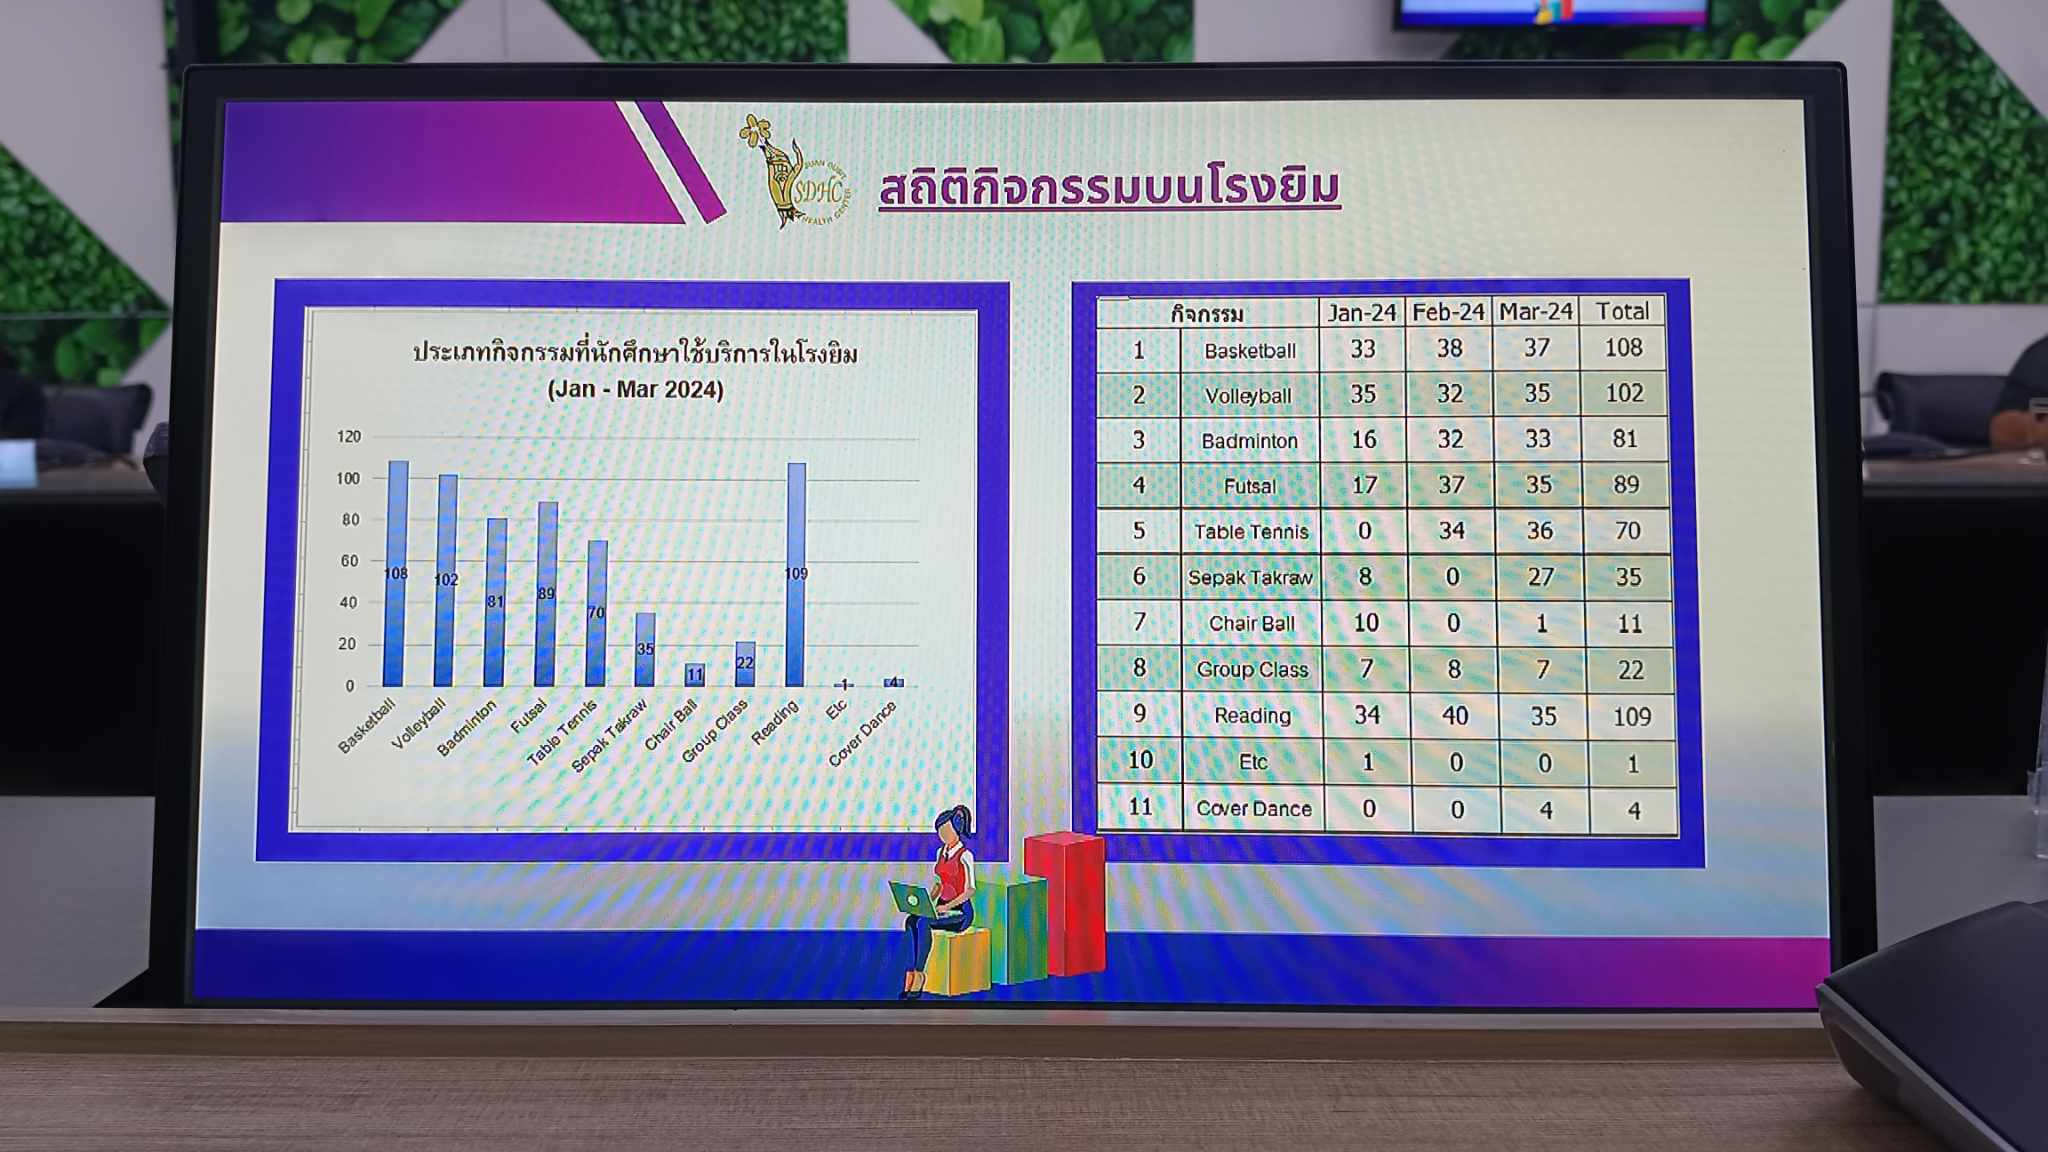 สถิติกิจกรรมบนโรงยิม
SUAN DUSIT
SDHC
HEALTH CENTER
ประเภทกิจกรรมที่นักศึกษาใช้บริการในโรงยิม
(Jan - Mar 2024)
120
100
80
60
40
20
0
108 102 81 89 70 35 11 22 109 1 4
Basketball Volleyball Badminton Futsal Table Tennis Sepak Takraw Chair Ball Group Class Reading Etc Cover Dance
กิจกรรม Jan-24 Feb-24 Mar-24 Total
1 Basketball 33 38 37 108
2 Volleyball 35 32 35 102
3 Badminton 16 32 33 81
4 Futsal 17 37 35 89
5 Table Tennis 0 34 36 70
6 Sepak Takraw 8 0 27 35
7 Chair Ball 10 0 1 11
8 Group Class 7 8 7 22
9 Reading 34 40 35 109
10 Etc 1 0 0 1
11 Cover Dance 0 0 4 4